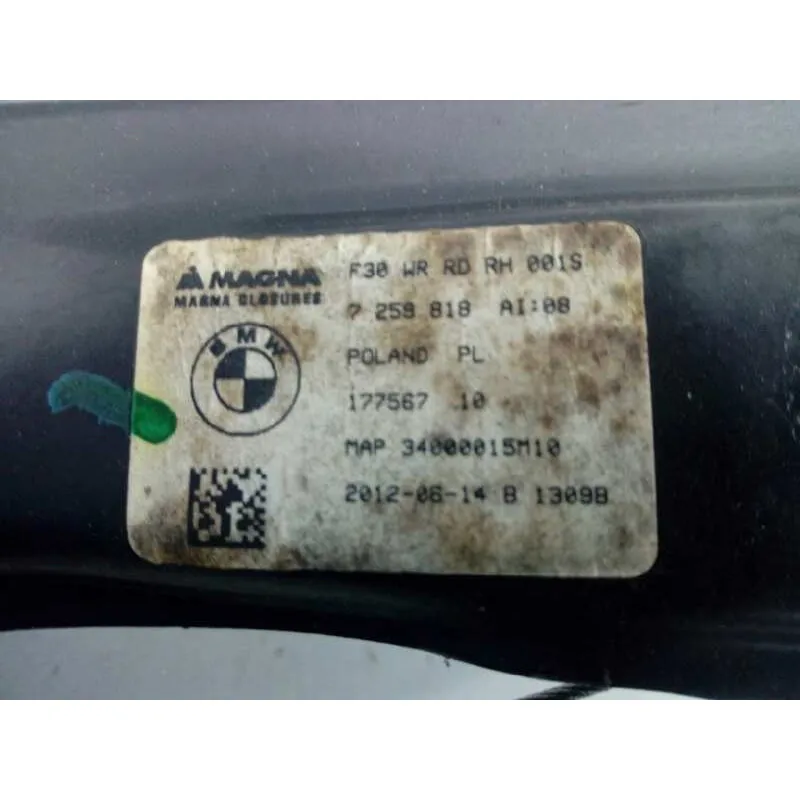 MAGNA
MAGNA CLOSURES
BMW
F30 WR RD RH 001S
7 259 818 AI:08
POLAND PL
177567 10
MAP 34000015M10
2012-06-14 B 1309B